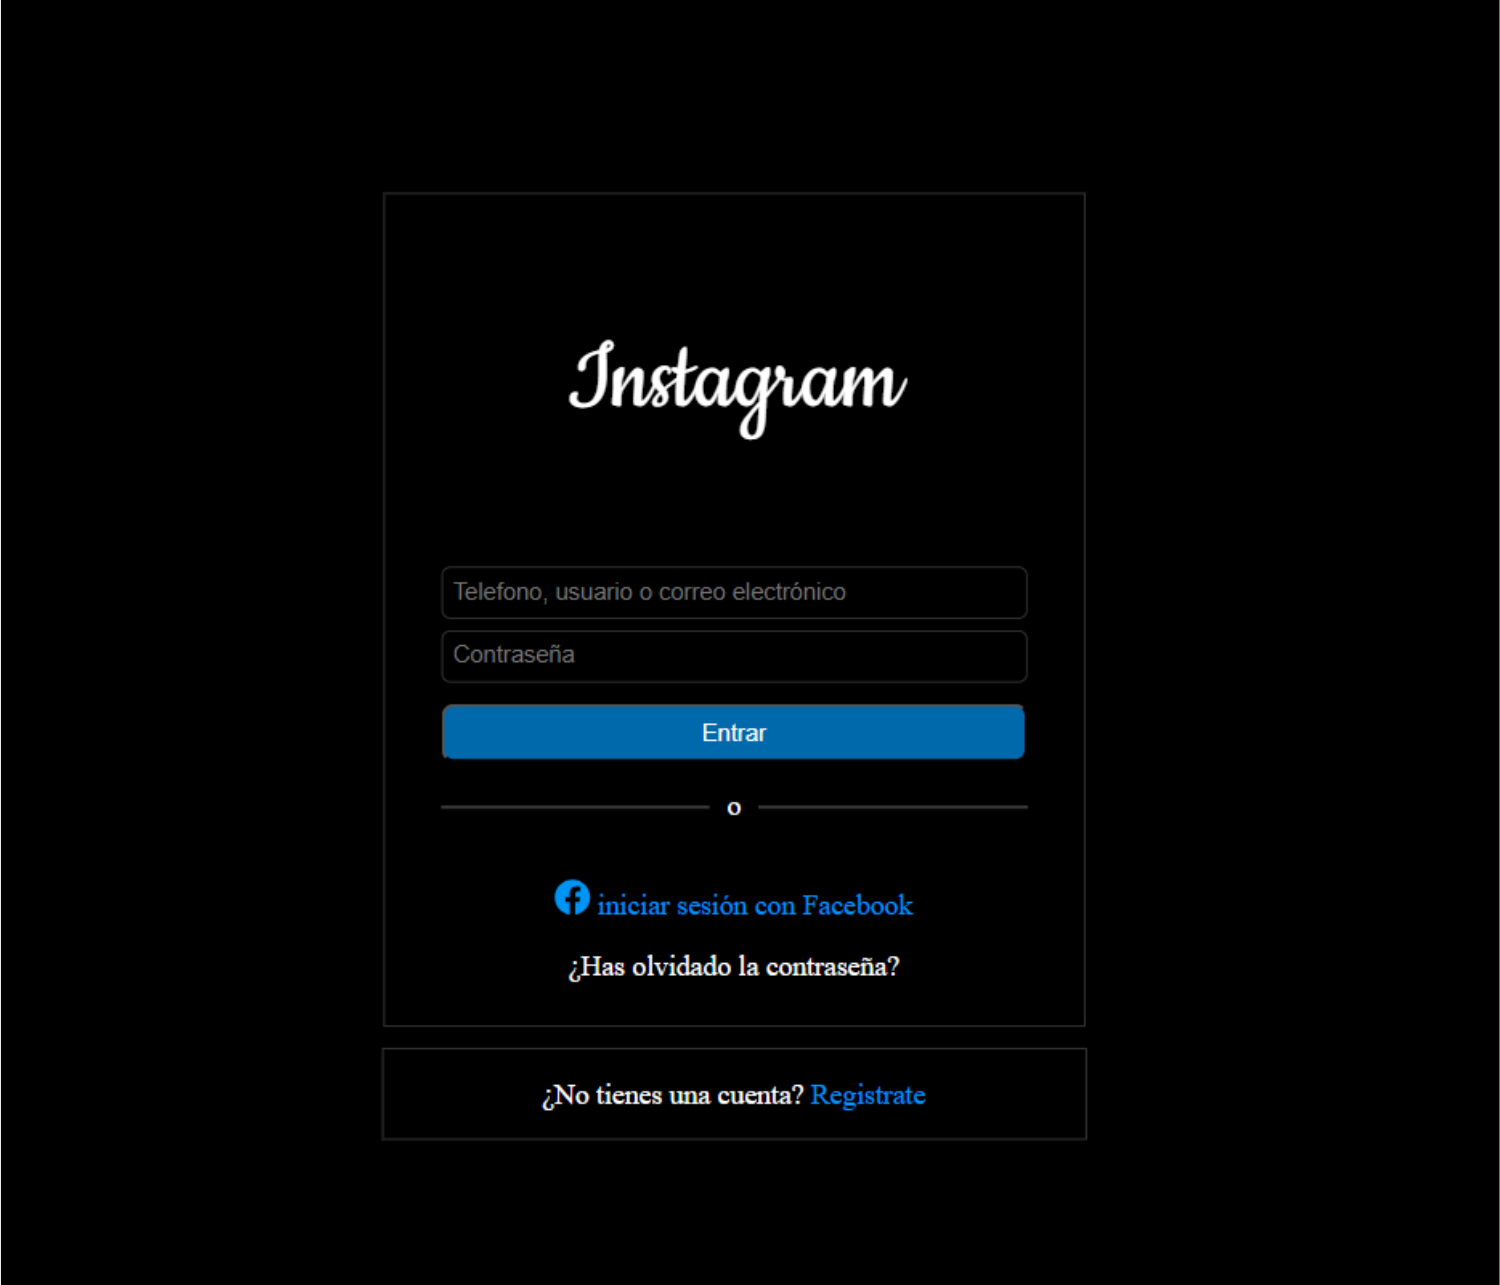 Instagram
Telefono, usuario o correo electrónico
Contraseña
Entrar
o
iniciar sesión con Facebook
¿Has olvidado la contraseña?
¿No tienes una cuenta? Registrate